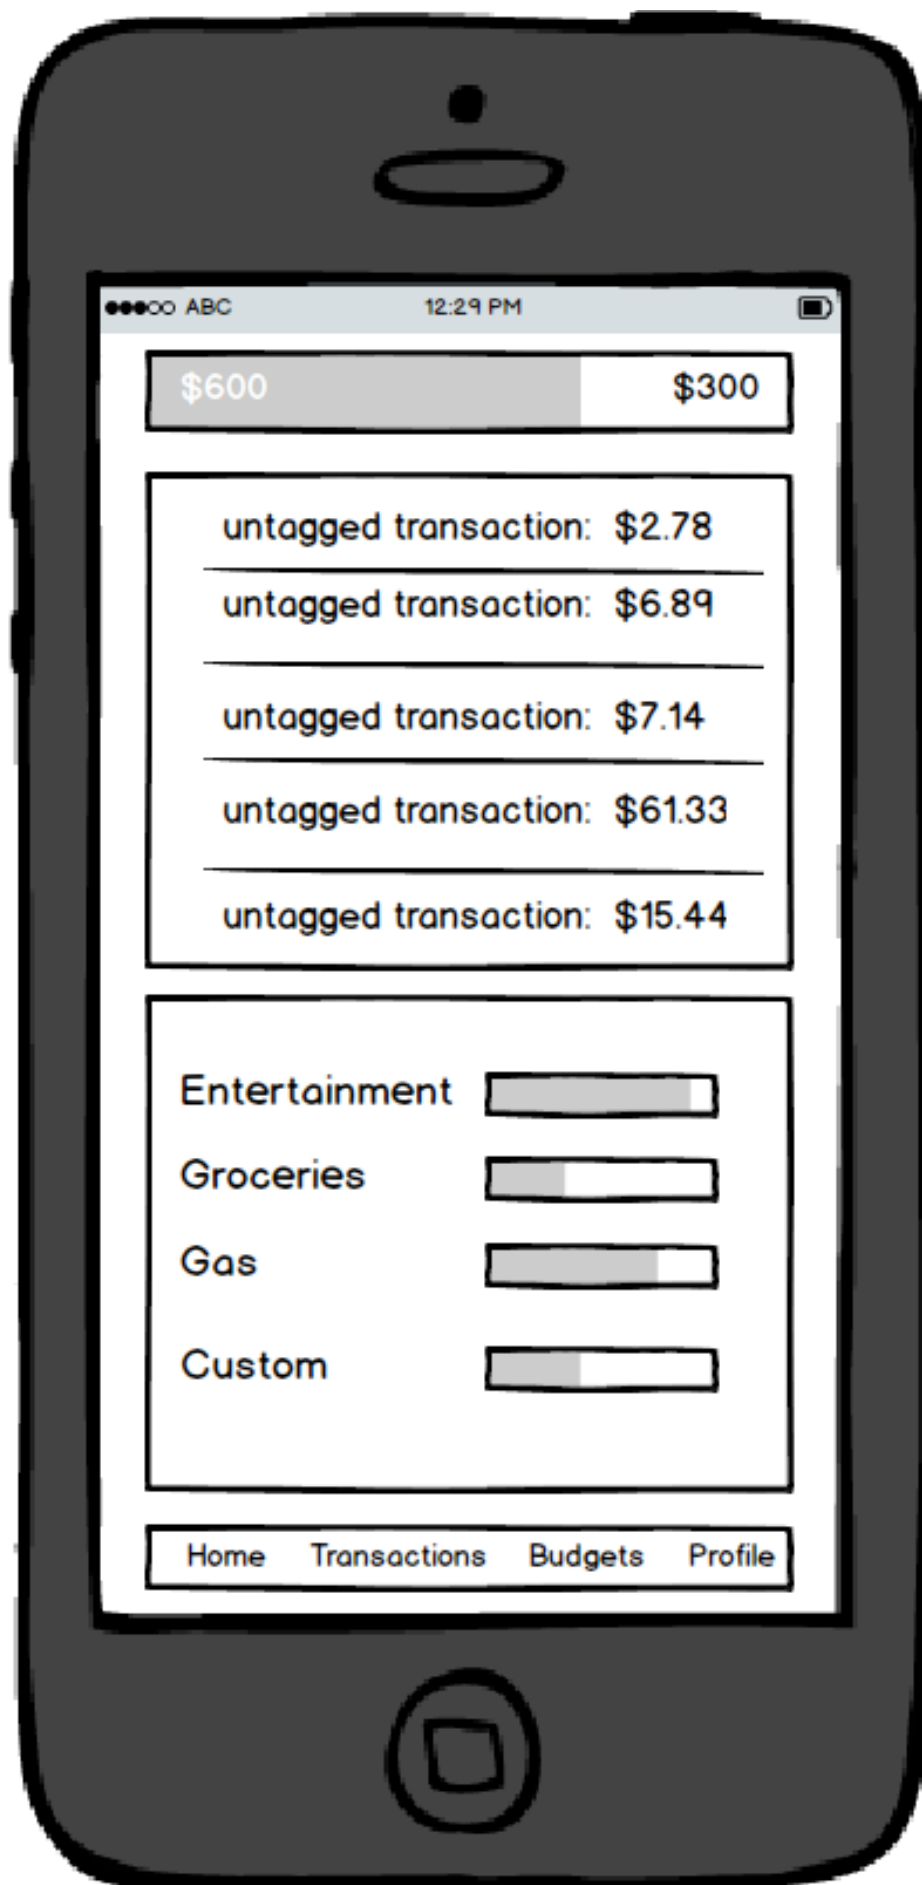 ABC 12:29 PM
$600 $300
untagged transaction: $2.78
untagged transaction: $6.89
untagged transaction: $7.14
untagged transaction: $61.33
untagged transaction: $15.44
Entertainment
Groceries
Gas
Custom
Home Transactions Budgets Profile